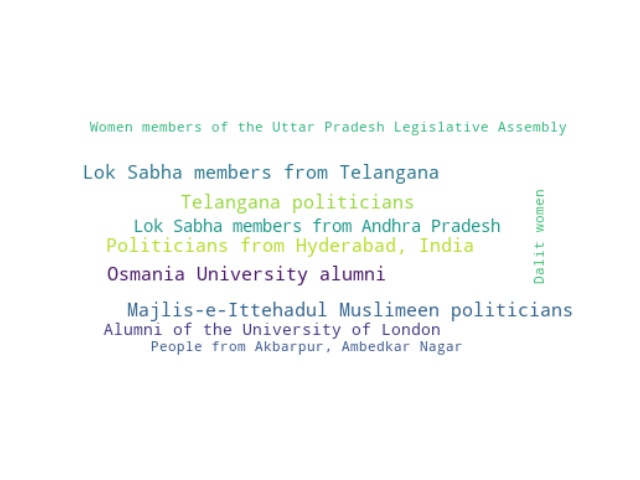 Women members of the Uttar Pradesh Legislative Assembly
Lok Sabha members from Telangana
Telangana politicians
Lok Sabha members from Andhra Pradesh
Politicians from Hyderabad, India
Dalit women
Osmania University alumni
Majlis-e-Ittehadul Muslimeen politicians
Alumni of the University of London
People from Akbarpur, Ambedkar Nagar